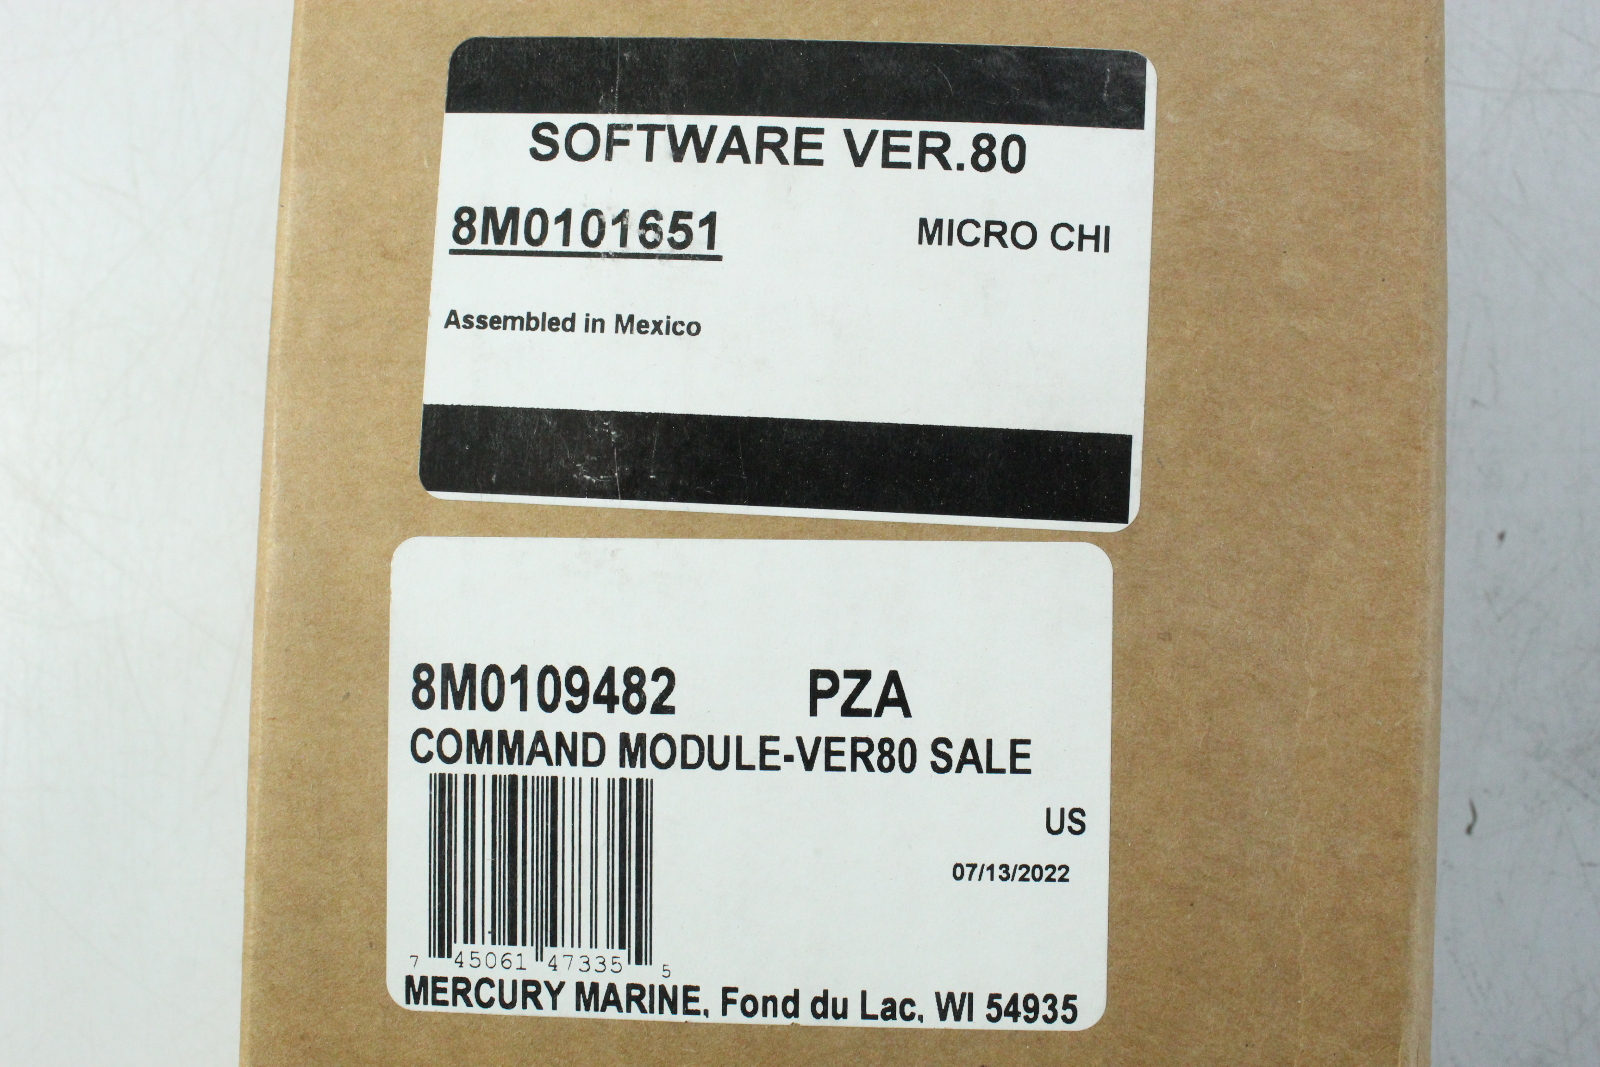 SOFTWARE VER.80
8M0101651 MICRO CHI
Assembled in Mexico
8M0109482 PZA
COMMAND MODULE-VER80 SALE
US
07/13/2022
7 45061 47335 5
MERCURY MARINE, Fond du Lac, WI 54935